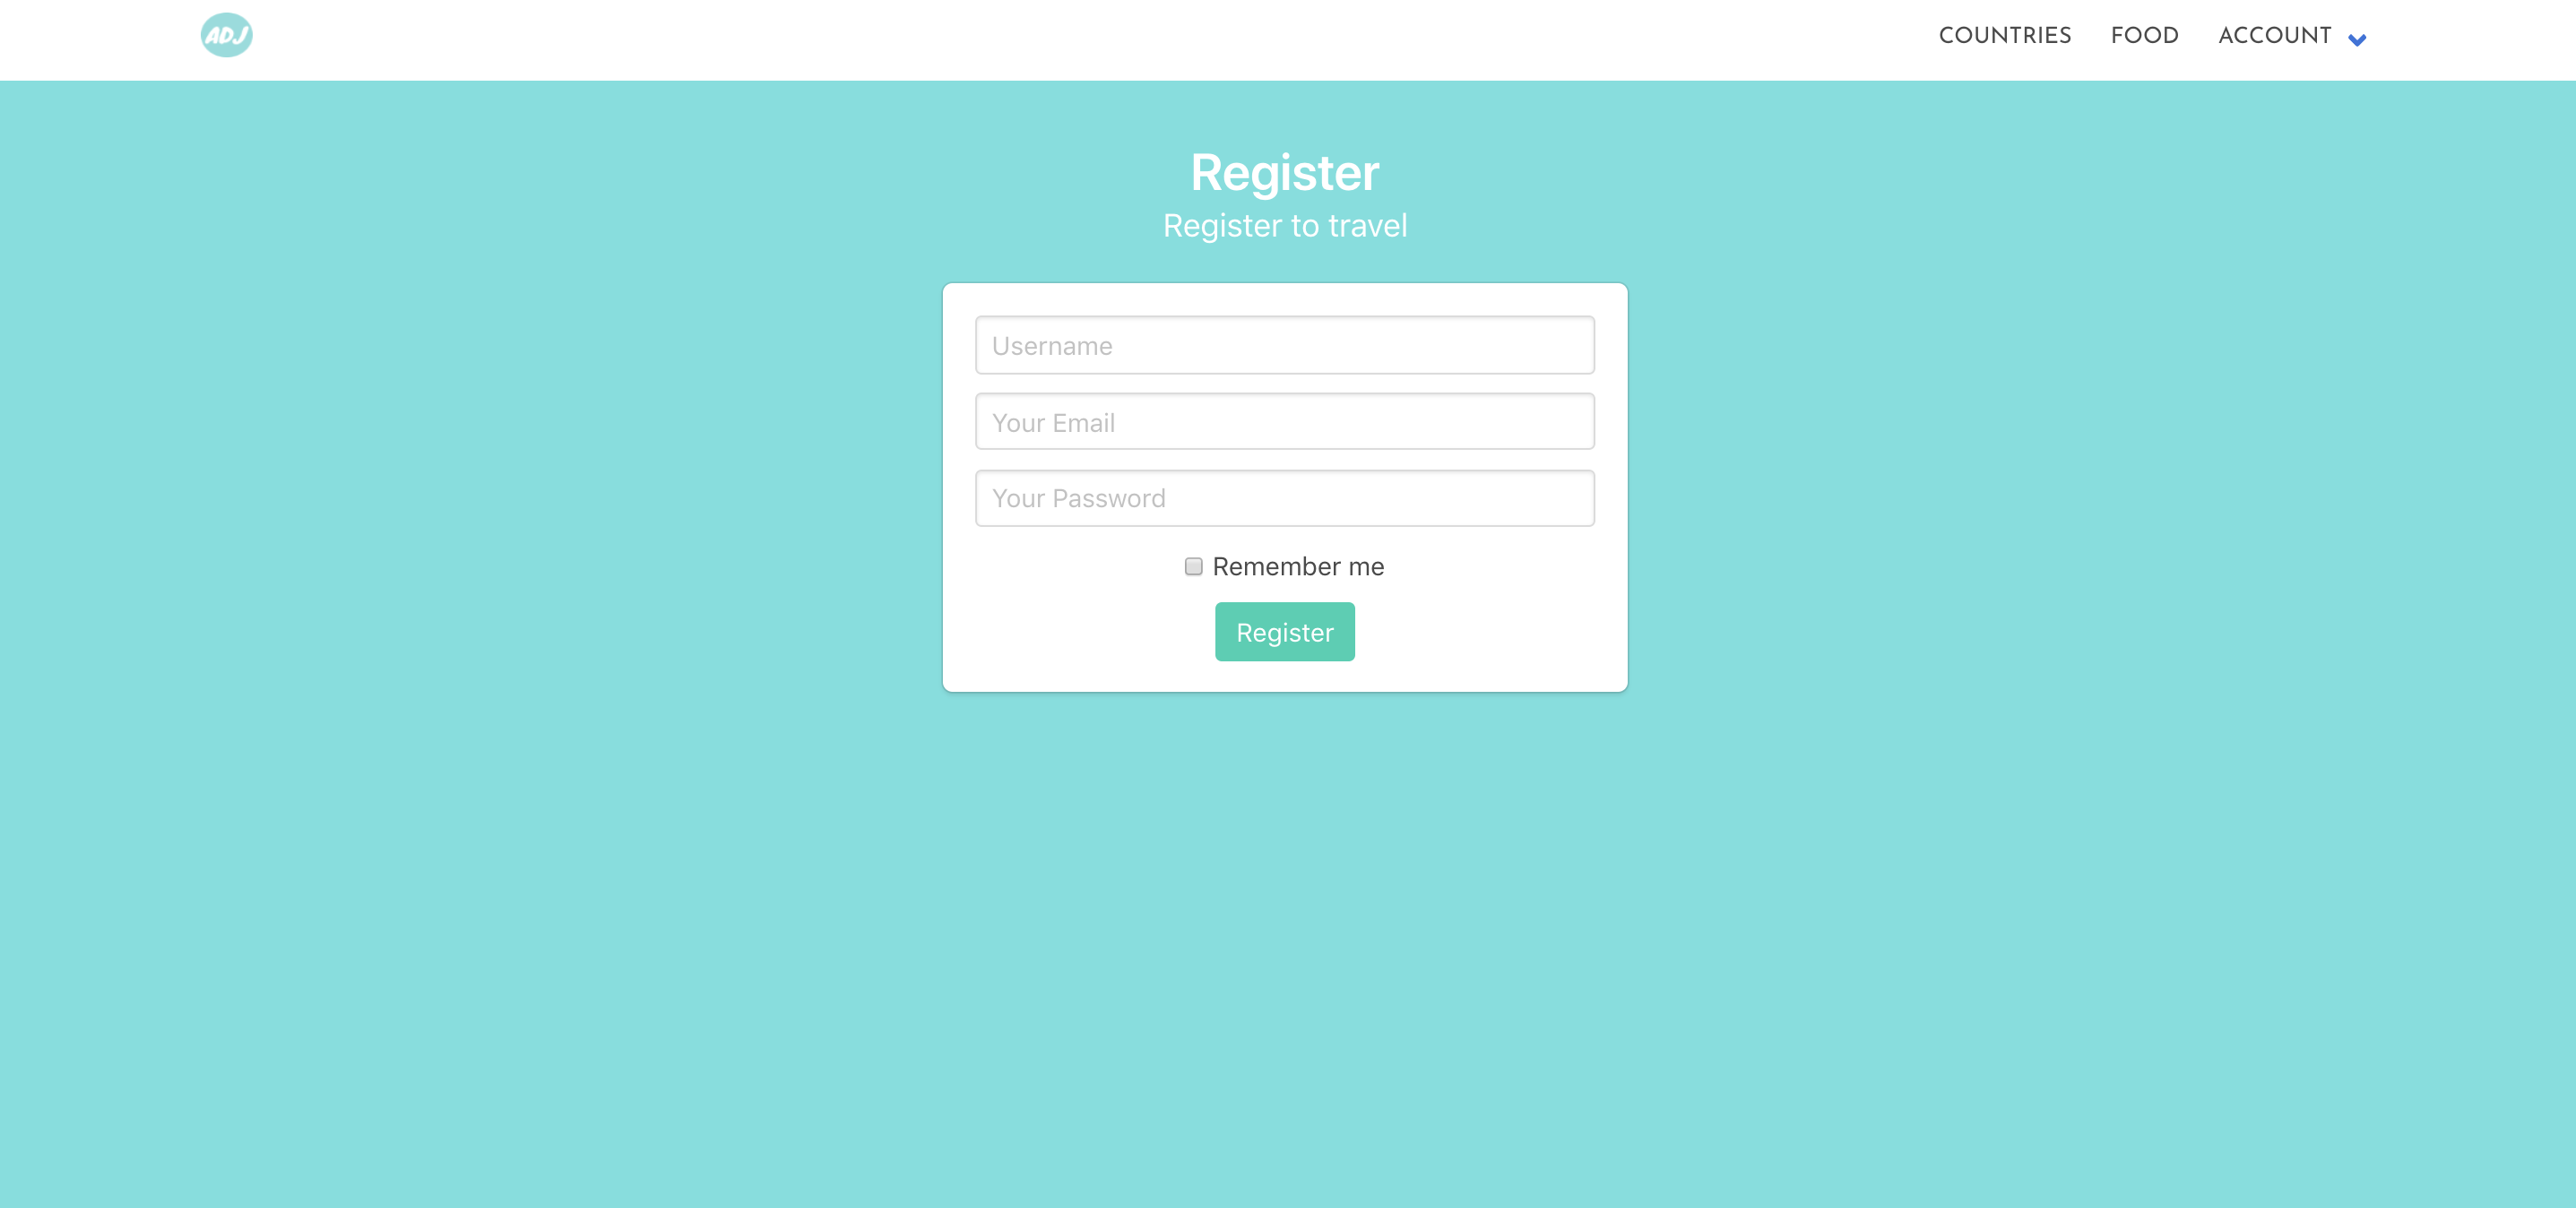 ADJ
COUNTRIES FOOD ACCOUNT
Register
Register to travel
Username
Your Email
Your Password
Remember me
Register